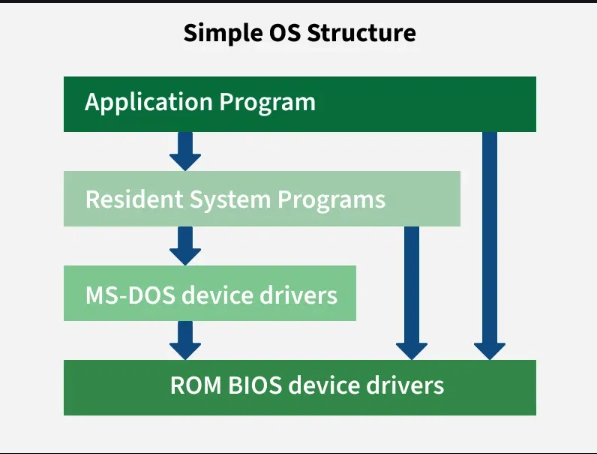 Simple OS Structure
Application Program
Resident System Programs
MS-DOS device drivers
ROM BIOS device drivers